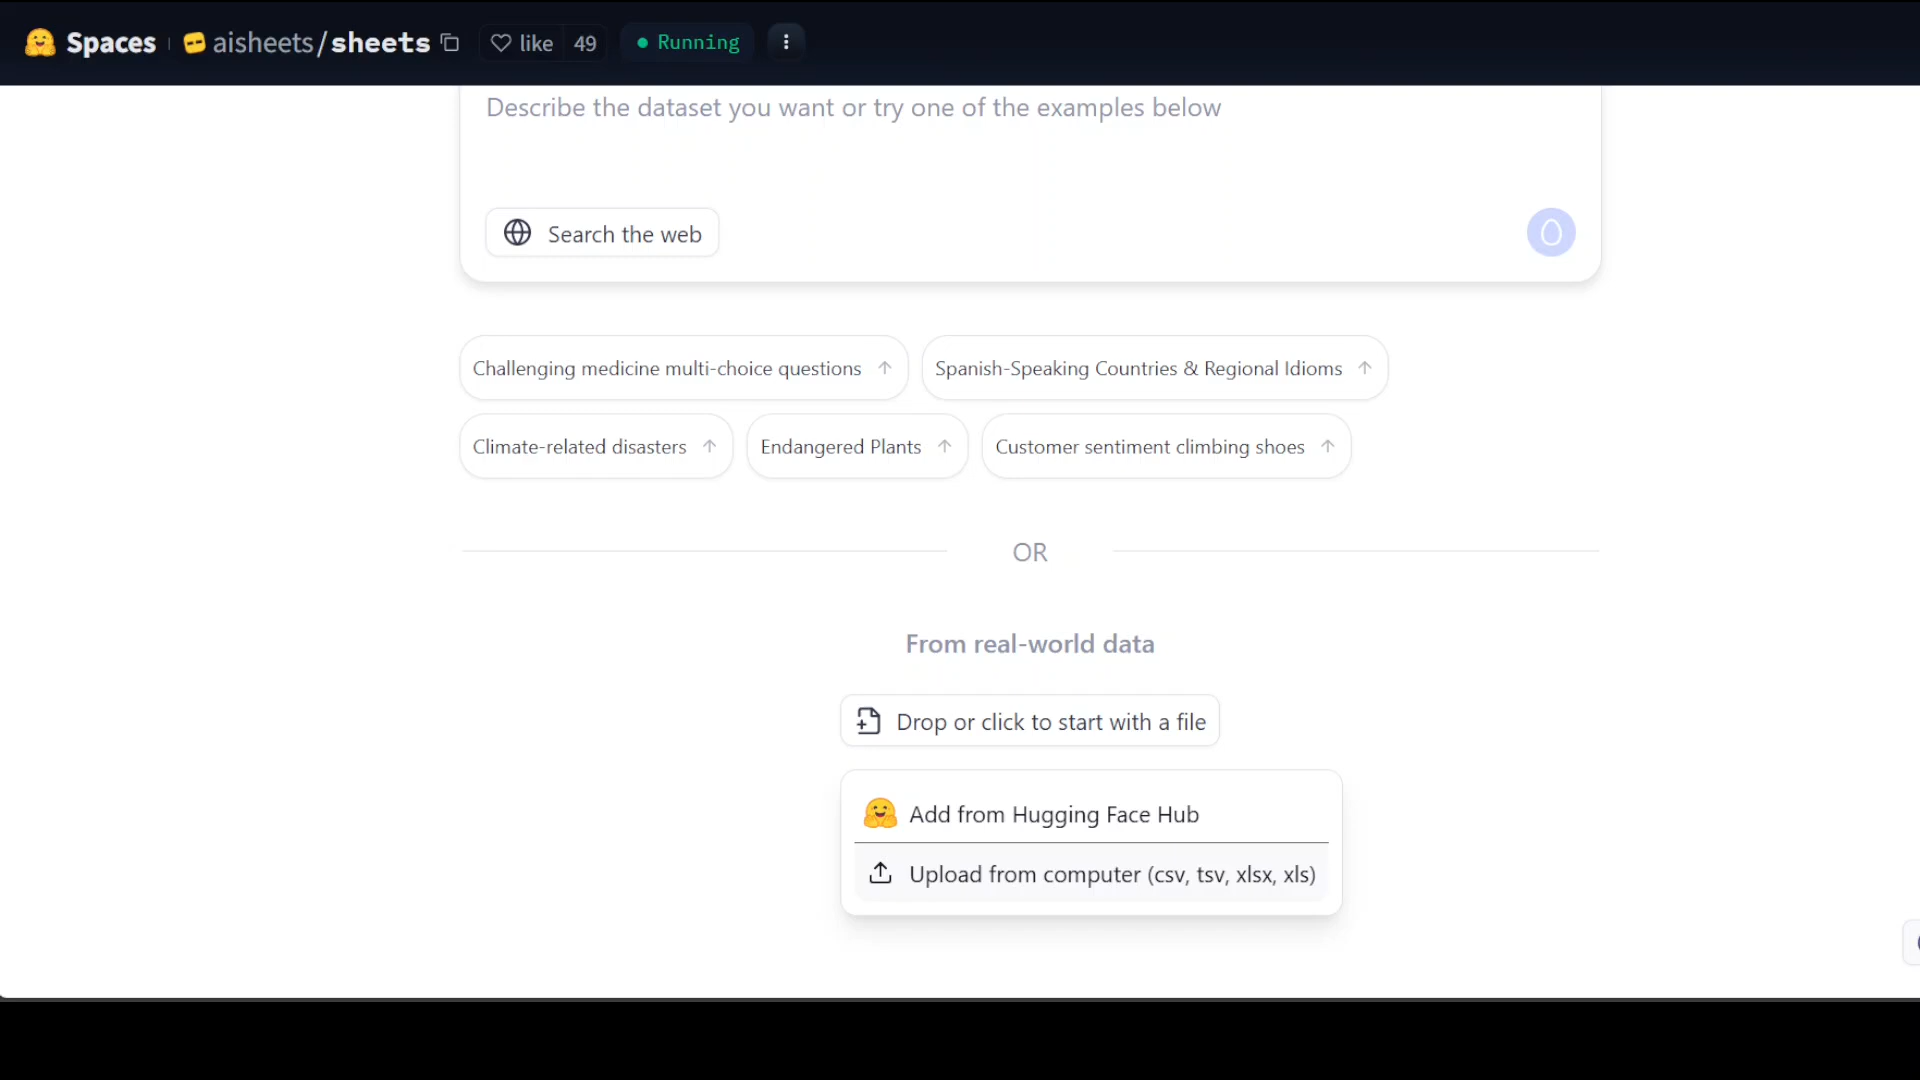 Spaces aisheets/sheets like 49 Running
Describe the dataset you want or try one of the examples below
Search the web
Challenging medicine multi-choice questions Spanish-Speaking Countries & Regional Idioms
Climate-related disasters Endangered Plants Customer sentiment climbing shoes
OR
From real-world data
Drop or click to start with a file
Add from Hugging Face Hub
Upload from computer (csv, tsv, xlsx, xls)